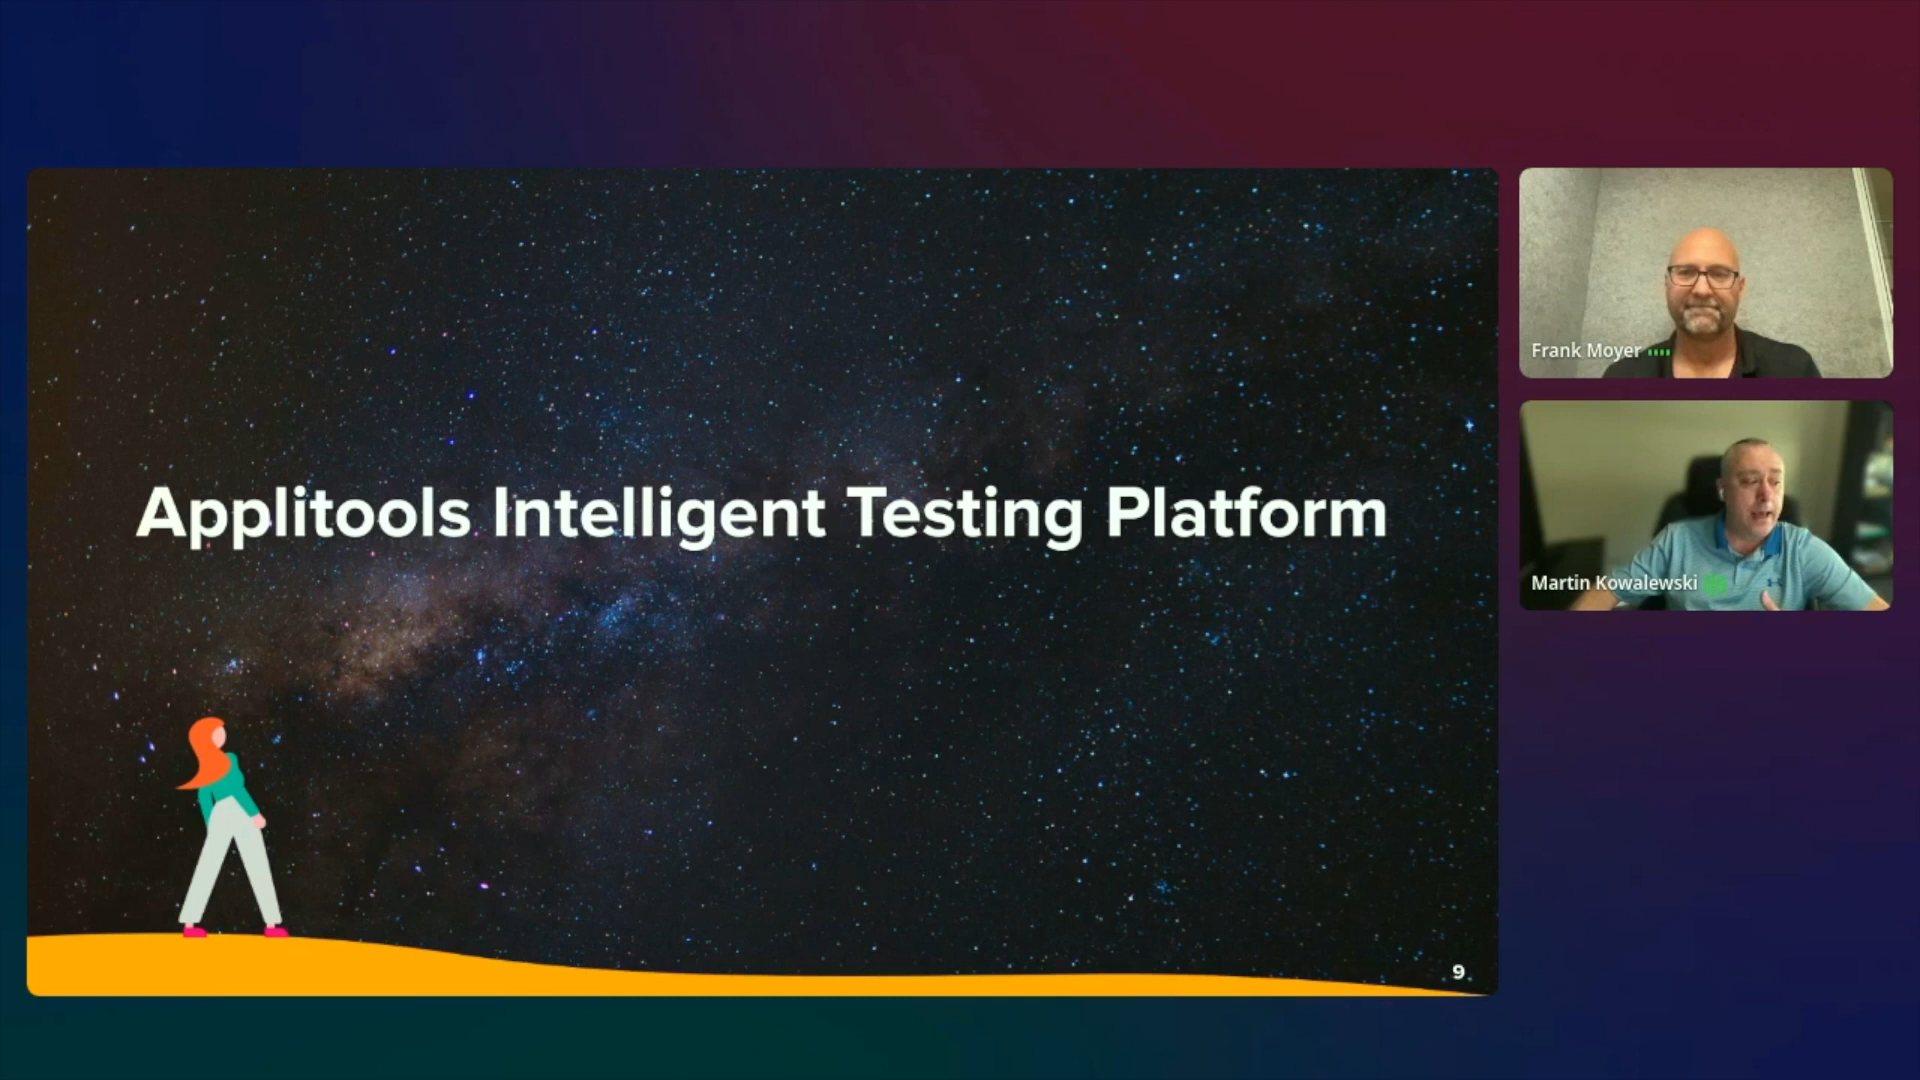 Applitools Intelligent Testing Platform
9
Frank Moyer
Martin Kowalewski